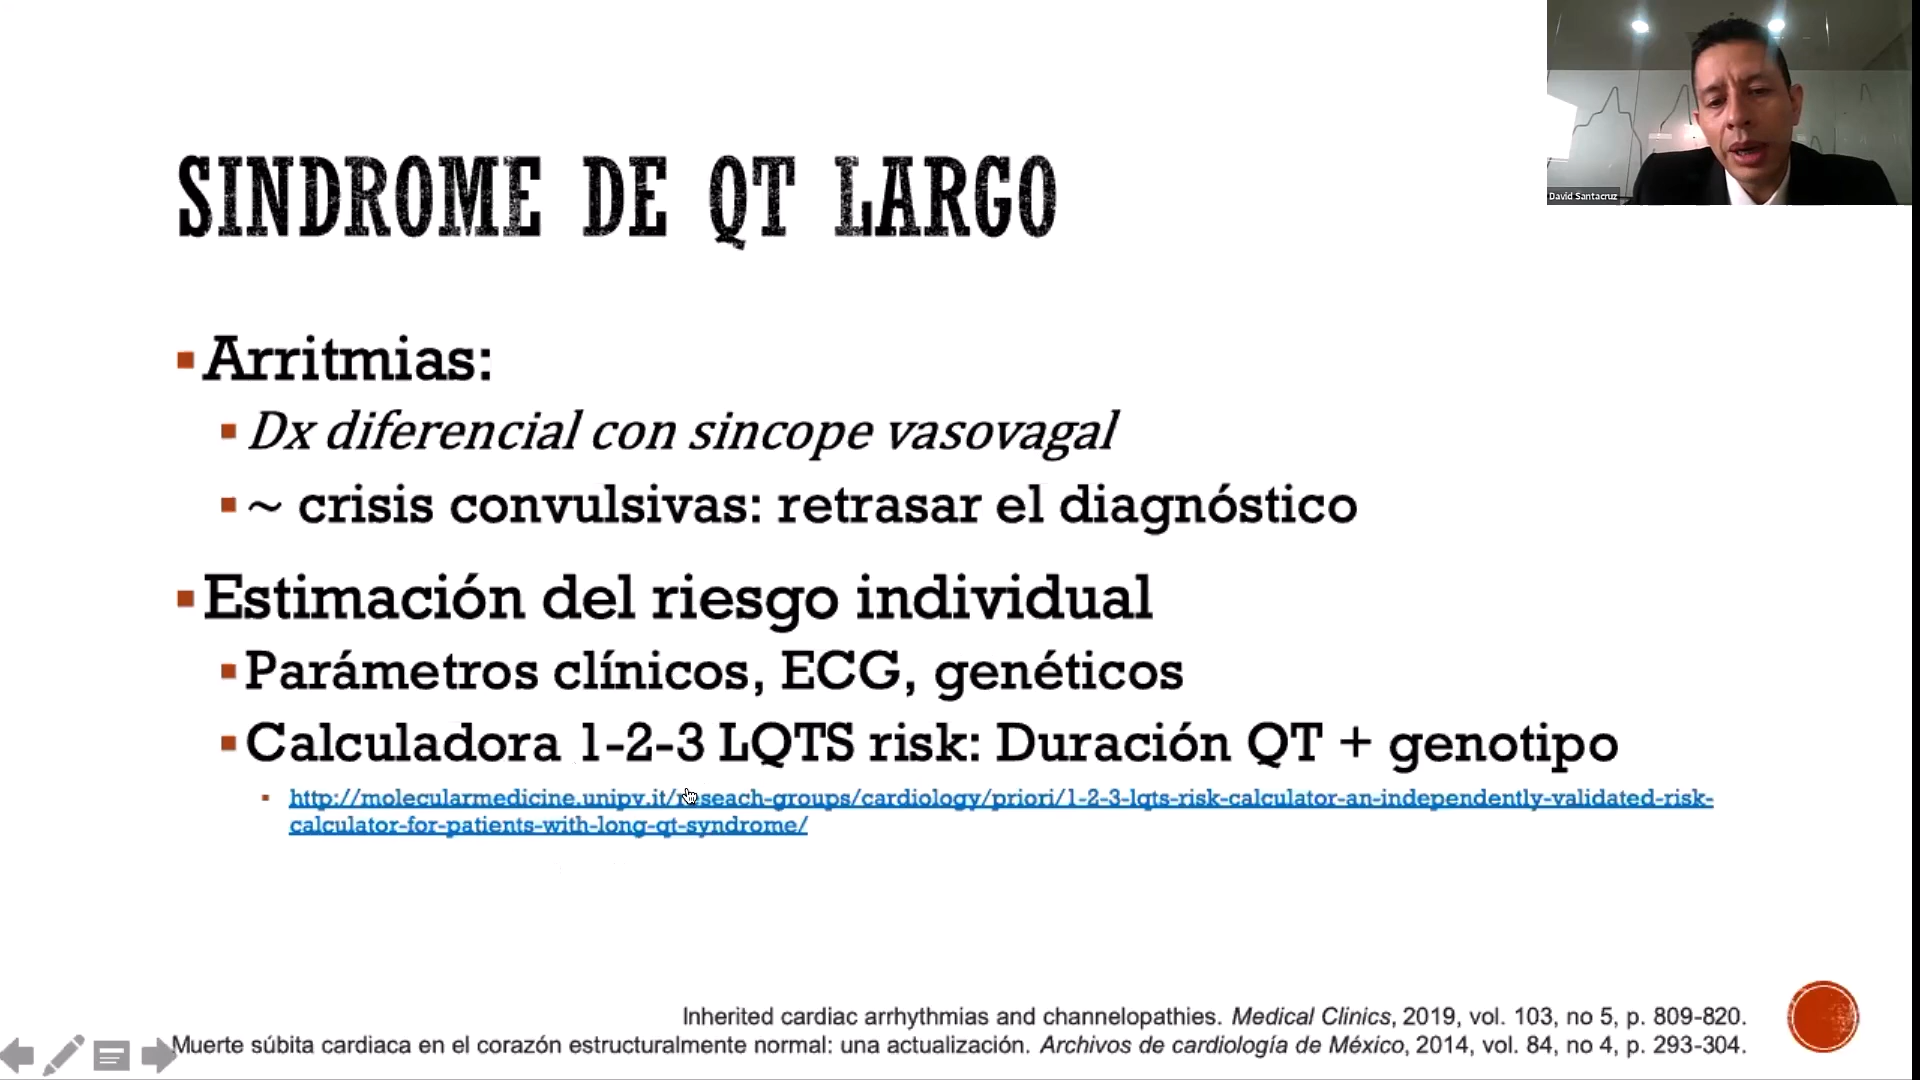 SINDROME DE QT LARGO
Arritmias:
Dx diferencial con sincope vasovagal
~ crisis convulsivas: retrasar el diagnóstico
Estimación del riesgo individual
Parámetros clínicos, ECG, genéticos
Calculadora 1-2-3 LQTS risk: Duración QT + genotipo
http://molecularmedicine.unipv.it/reseach-groups/cardiology/priori/1-2-3-lqts-risk-calculator-an-independently-validated-risk-
calculator-for-patients-with-long-qt-syndrome/
Inherited cardiac arrhythmias and channelopathies. Medical Clinics, 2019, vol. 103, no 5, p. 809-820.
Muerte súbita cardiaca en el corazón estructuralmente normal: una actualización. Archivos de cardiología de México, 2014, vol. 84, no 4, p. 293-304.
David Santacruz